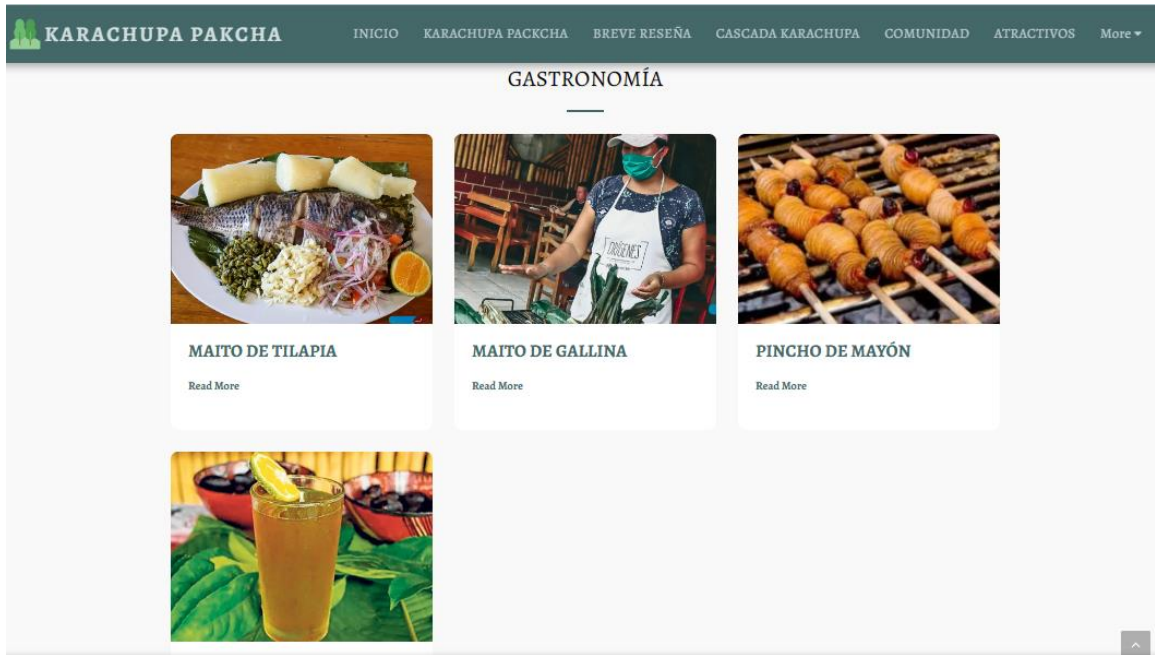 KARACHUPA PAKCHA
INICIO KARACHUPA PACKCHA BREVE RESEÑA CASCADA KARACHUPA COMUNIDAD ATRACTIVOS More
GASTRONOMÍA
MAITO DE TILAPIA
Read More
MAITO DE GALLINA
Read More
PINCHO DE MAYÓN
Read More